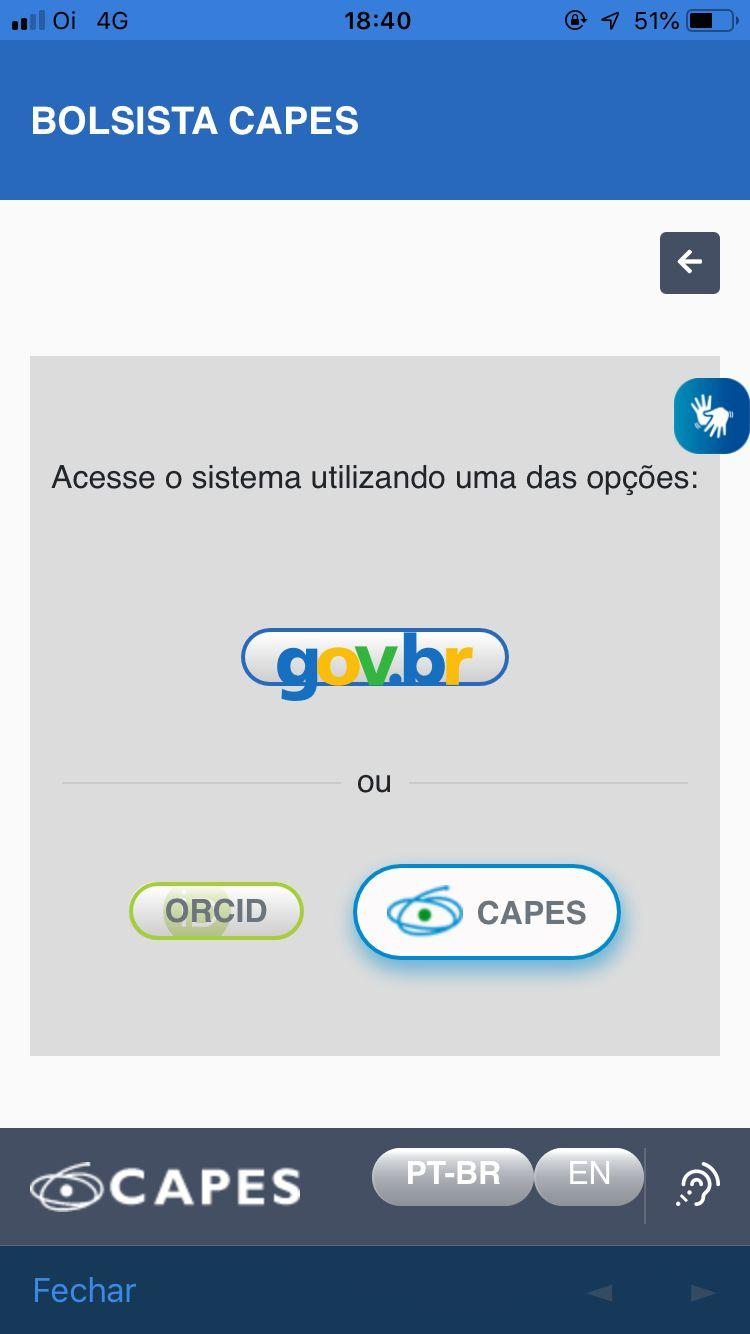 Oi 4G 18:40 51%
BOLSISTA CAPES
Acesse o sistema utilizando uma das opções:
gov.br
ou
iD ORCID CAPES
CAPES PT-BR EN
Fechar